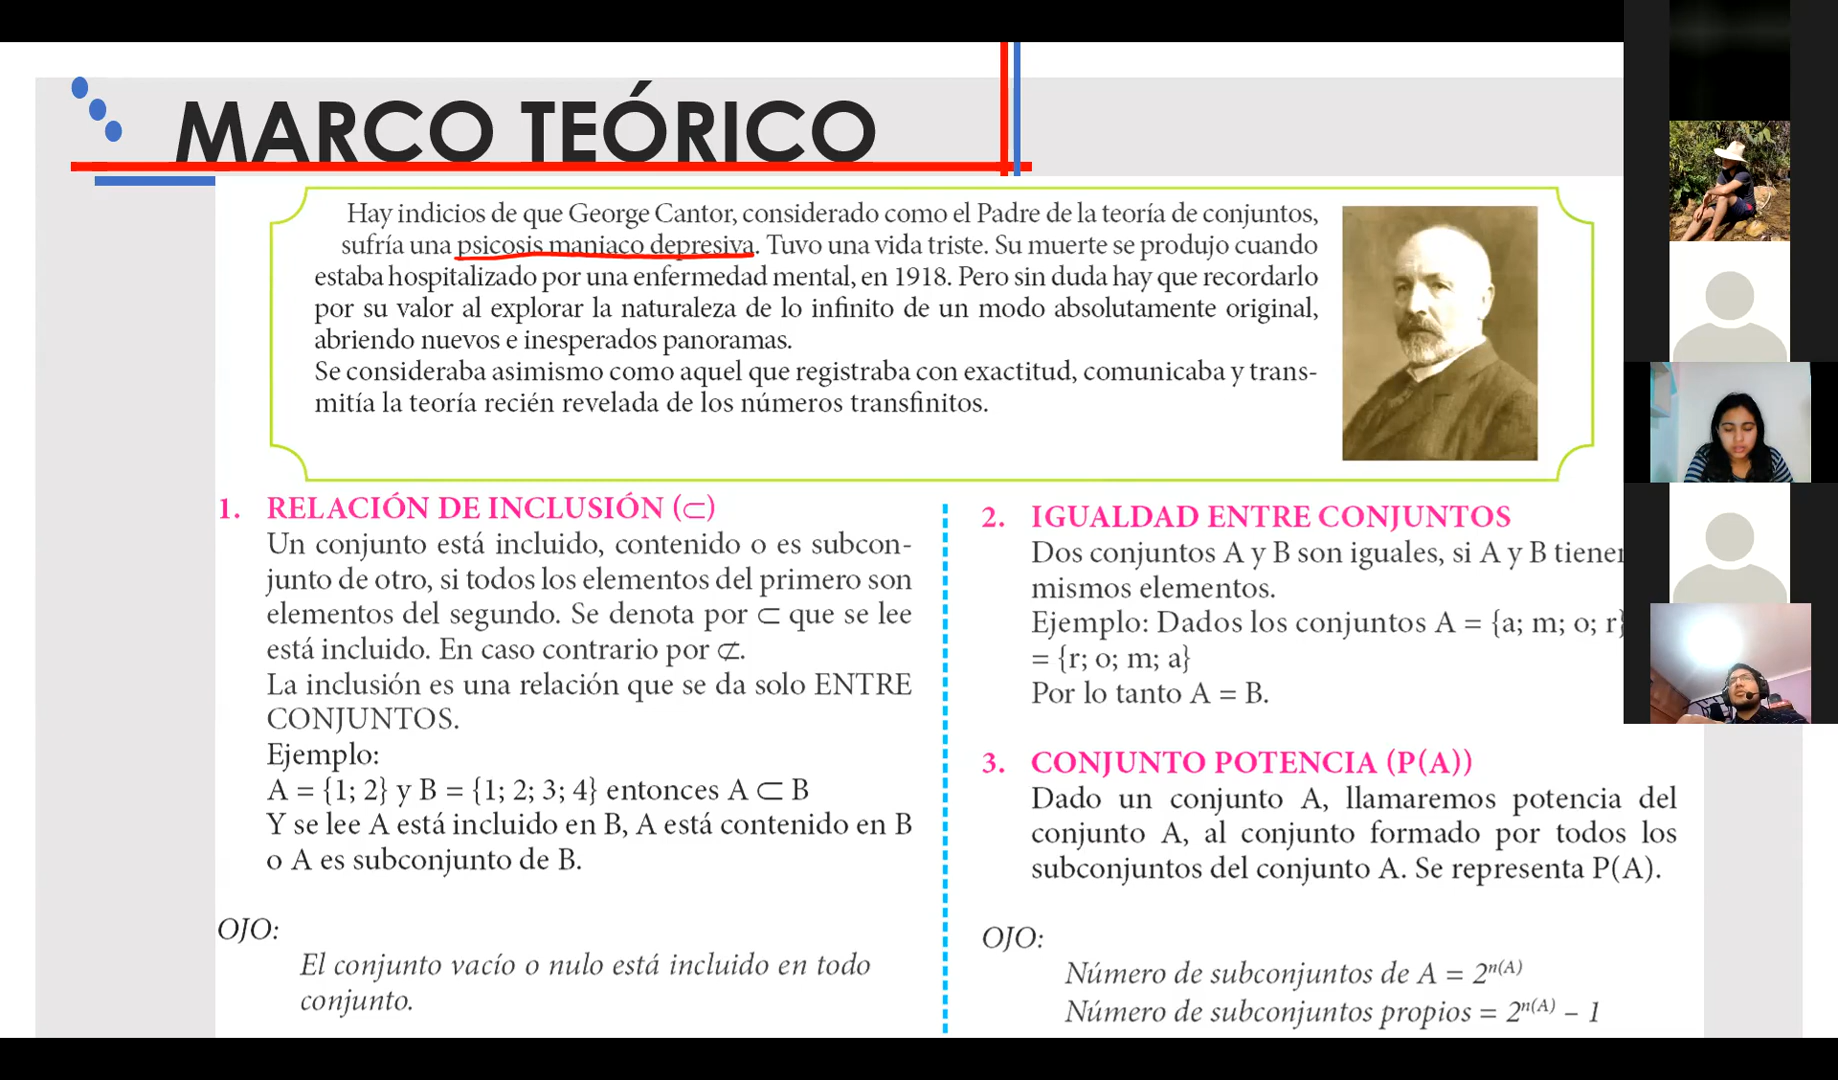 MARCO TEÓRICO
Hay indicios de que George Cantor, considerado como el Padre de la teoría de conjuntos,
sufría una psicosis maniaco depresiva. Tuvo una vida triste. Su muerte se produjo cuando
estaba hospitalizado por una enfermedad mental, en 1918. Pero sin duda hay que recordarlo
por su valor al explorar la naturaleza de lo infinito de un modo absolutamente original,
abriendo nuevos e inesperados panoramas.
Se consideraba asimismo como aquel que registraba con exactitud, comunicaba y trans-
mitía la teoría recién revelada de los números transfinitos.
1. RELACIÓN DE INCLUSIÓN (⊂)
Un conjunto está incluido, contenido o es subcon-
junto de otro, si todos los elementos del primero son
elementos del segundo. Se denota por ⊂ que se lee
está incluido. En caso contrario por ⊄.
La inclusión es una relación que se da solo ENTRE
CONJUNTOS.
Ejemplo:
A = {1; 2} y B = {1; 2; 3; 4} entonces A ⊂ B
Y se lee A está incluido en B, A está contenido en B
o A es subconjunto de B.
OJO:
El conjunto vacío o nulo está incluido en todo
conjunto.
2. IGUALDAD ENTRE CONJUNTOS
Dos conjuntos A y B son iguales, si A y B
mismos elementos.
Ejemplo: Dados los conjuntos A = {a; m; o; r}
= {r; o; m; a}
Por lo tanto A = B.
3. CONJUNTO POTENCIA (P(A))
Dado un conjunto A, llamaremos potencia del
conjunto A, al conjunto formado por todos los
subconjuntos del conjunto A. Se representa P(A).
OJO:
Número de subconjuntos de A = 2ⁿ⁽ᴬ⁾
Número de subconjuntos propios = 2ⁿ⁽ᴬ⁾ – 1